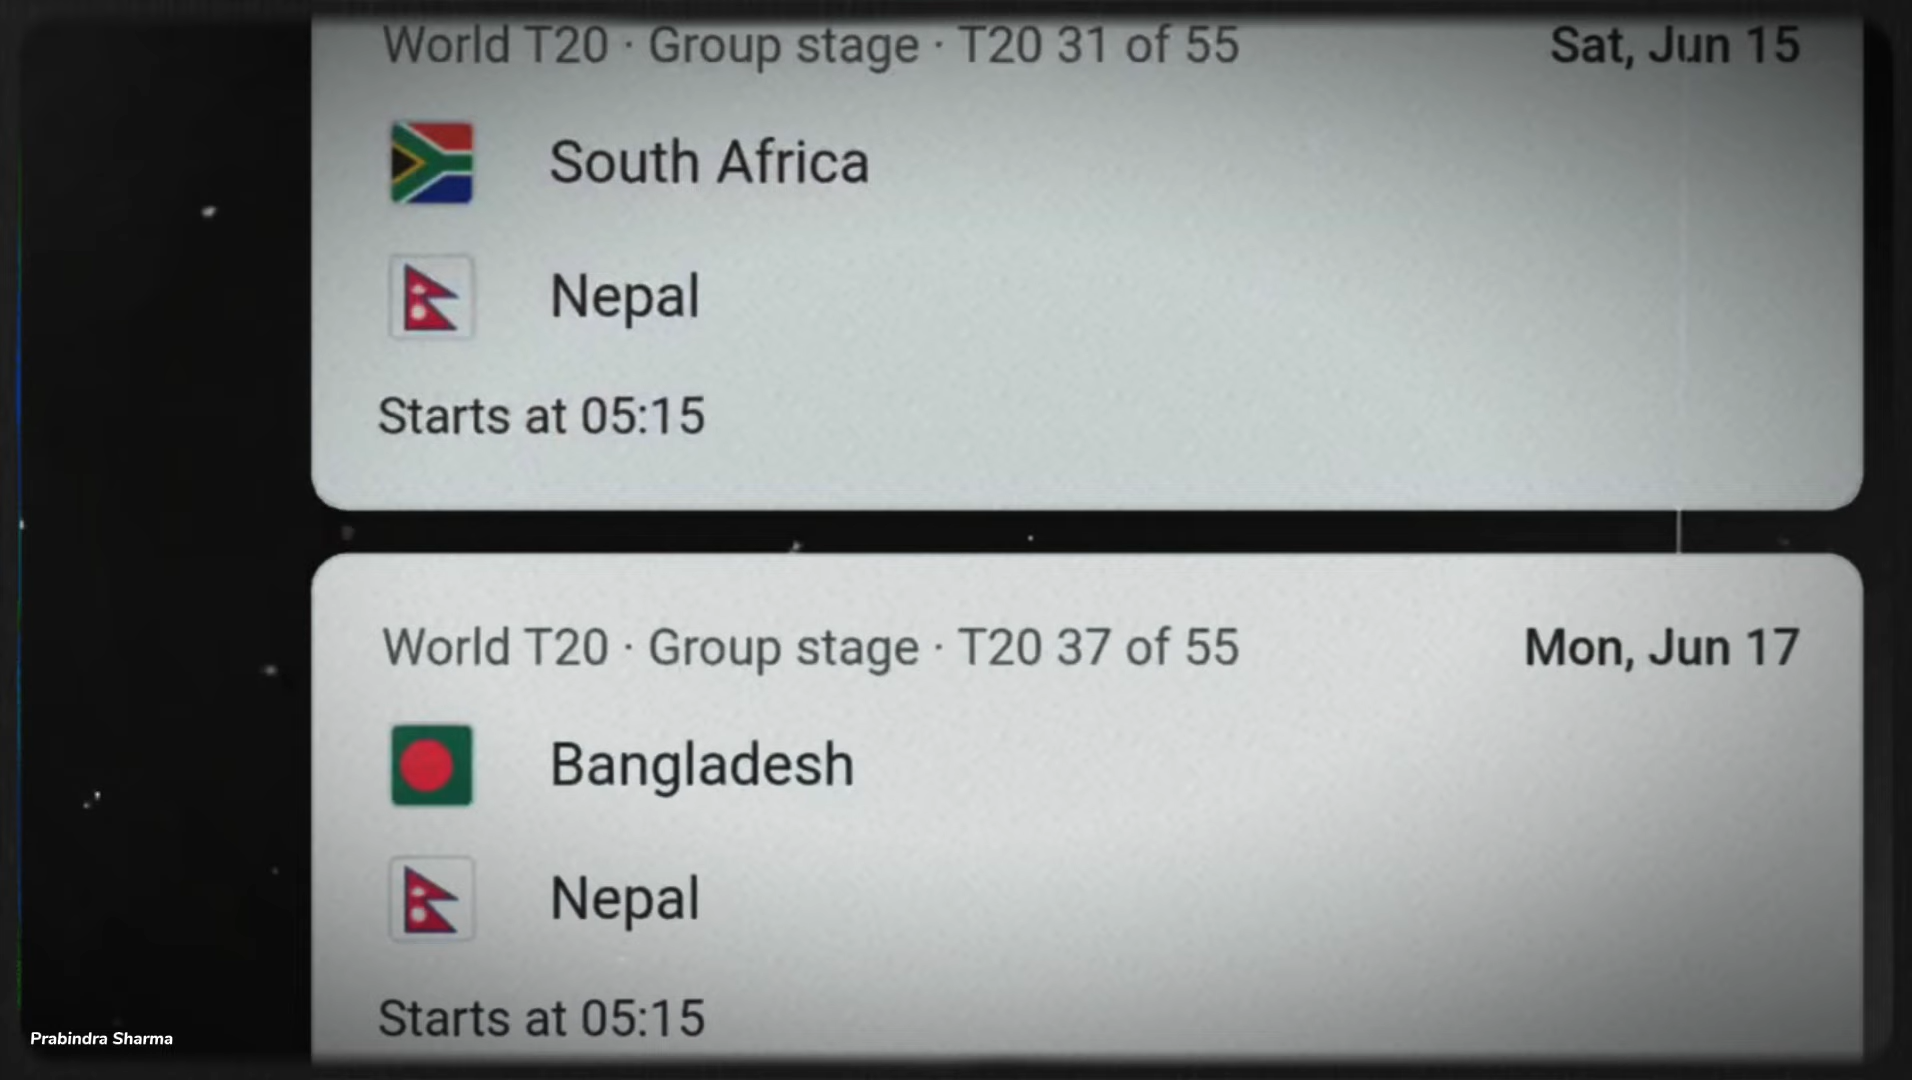 World T20 · Group stage · T20 31 of 55 Sat, Jun 15
South Africa
Nepal
Starts at 05:15
World T20 · Group stage · T20 37 of 55 Mon, Jun 17
Bangladesh
Nepal
Starts at 05:15
Prabindra Sharma